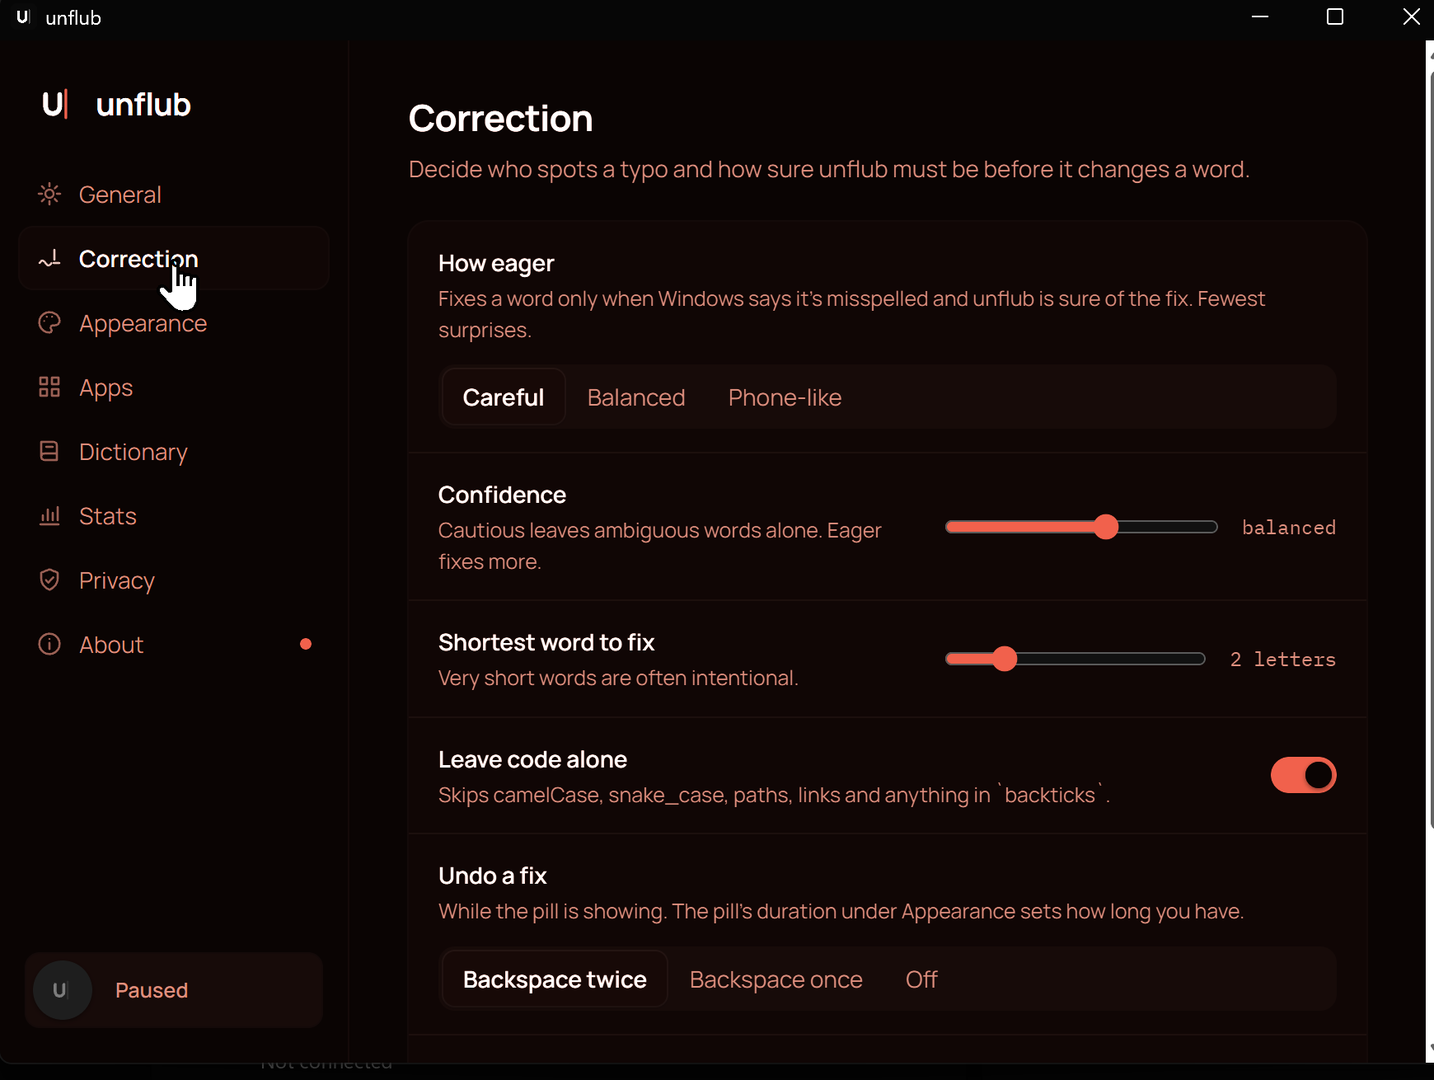 unflub
unflub
General
Correction
Appearance
Apps
Dictionary
Stats
Privacy
About
Paused
Correction
Decide who spots a typo and how sure unflub must be before it changes a word.
How eager
Fixes a word only when Windows says it's misspelled and unflub is sure of the fix. Fewest
surprises.
Careful Balanced Phone-like
Confidence
Cautious leaves ambiguous words alone. Eager
fixes more.
balanced
Shortest word to fix
Very short words are often intentional.
2 letters
Leave code alone
Skips camelCase, snake_case, paths, links and anything in `backticks`.
Undo a fix
While the pill is showing. The pill's duration under Appearance sets how long you have.
Backspace twice Backspace once Off
Not connected